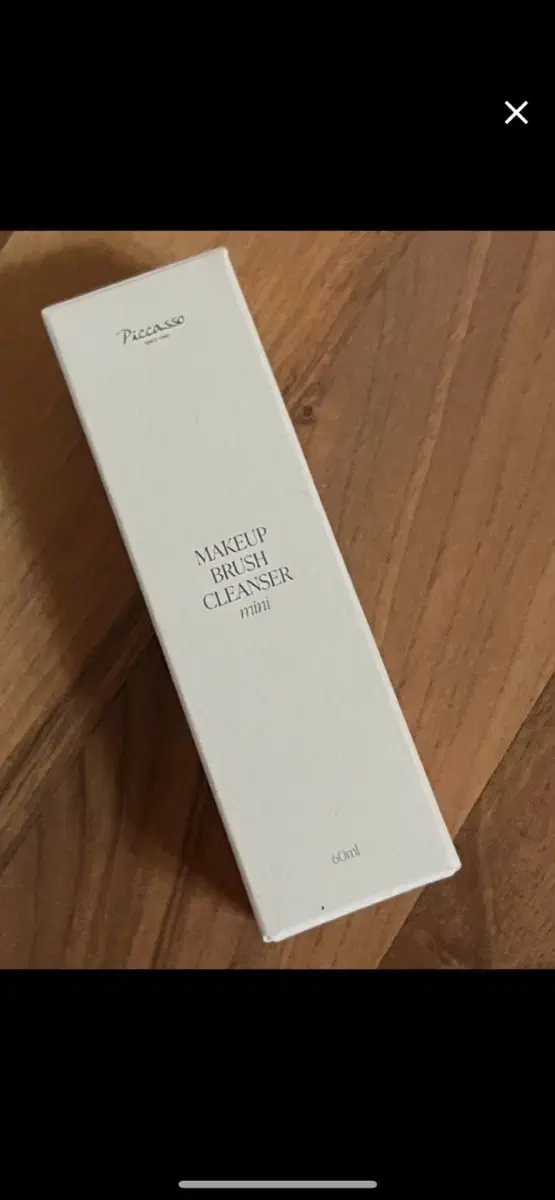 Piccasso
MAKEUP
BRUSH
CLEANSER
mini
60ml